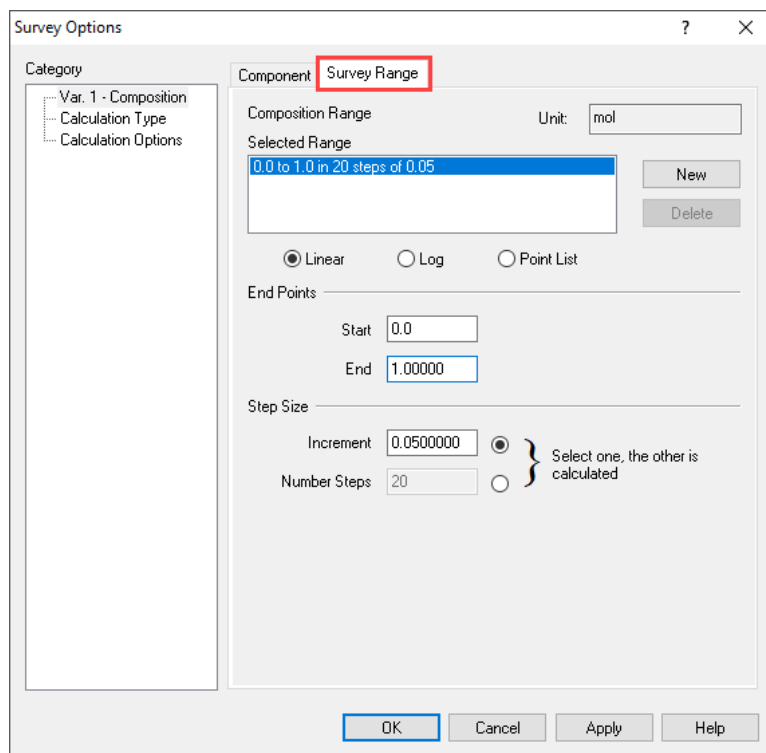 Survey Options
?
Category
Var. 1 - Composition
Calculation Type
Calculation Options
Component
Survey Range
Composition Range
Unit:
mol
Selected Range
0.0 to 1.0 in 20 steps of 0.05
New
Delete
Linear
Log
Point List
End Points
Start
0.0
End
1.00000
Step Size
Increment
0.0500000
Number Steps
20
}
Select one, the other is
calculated
OK
Cancel
Apply
Help